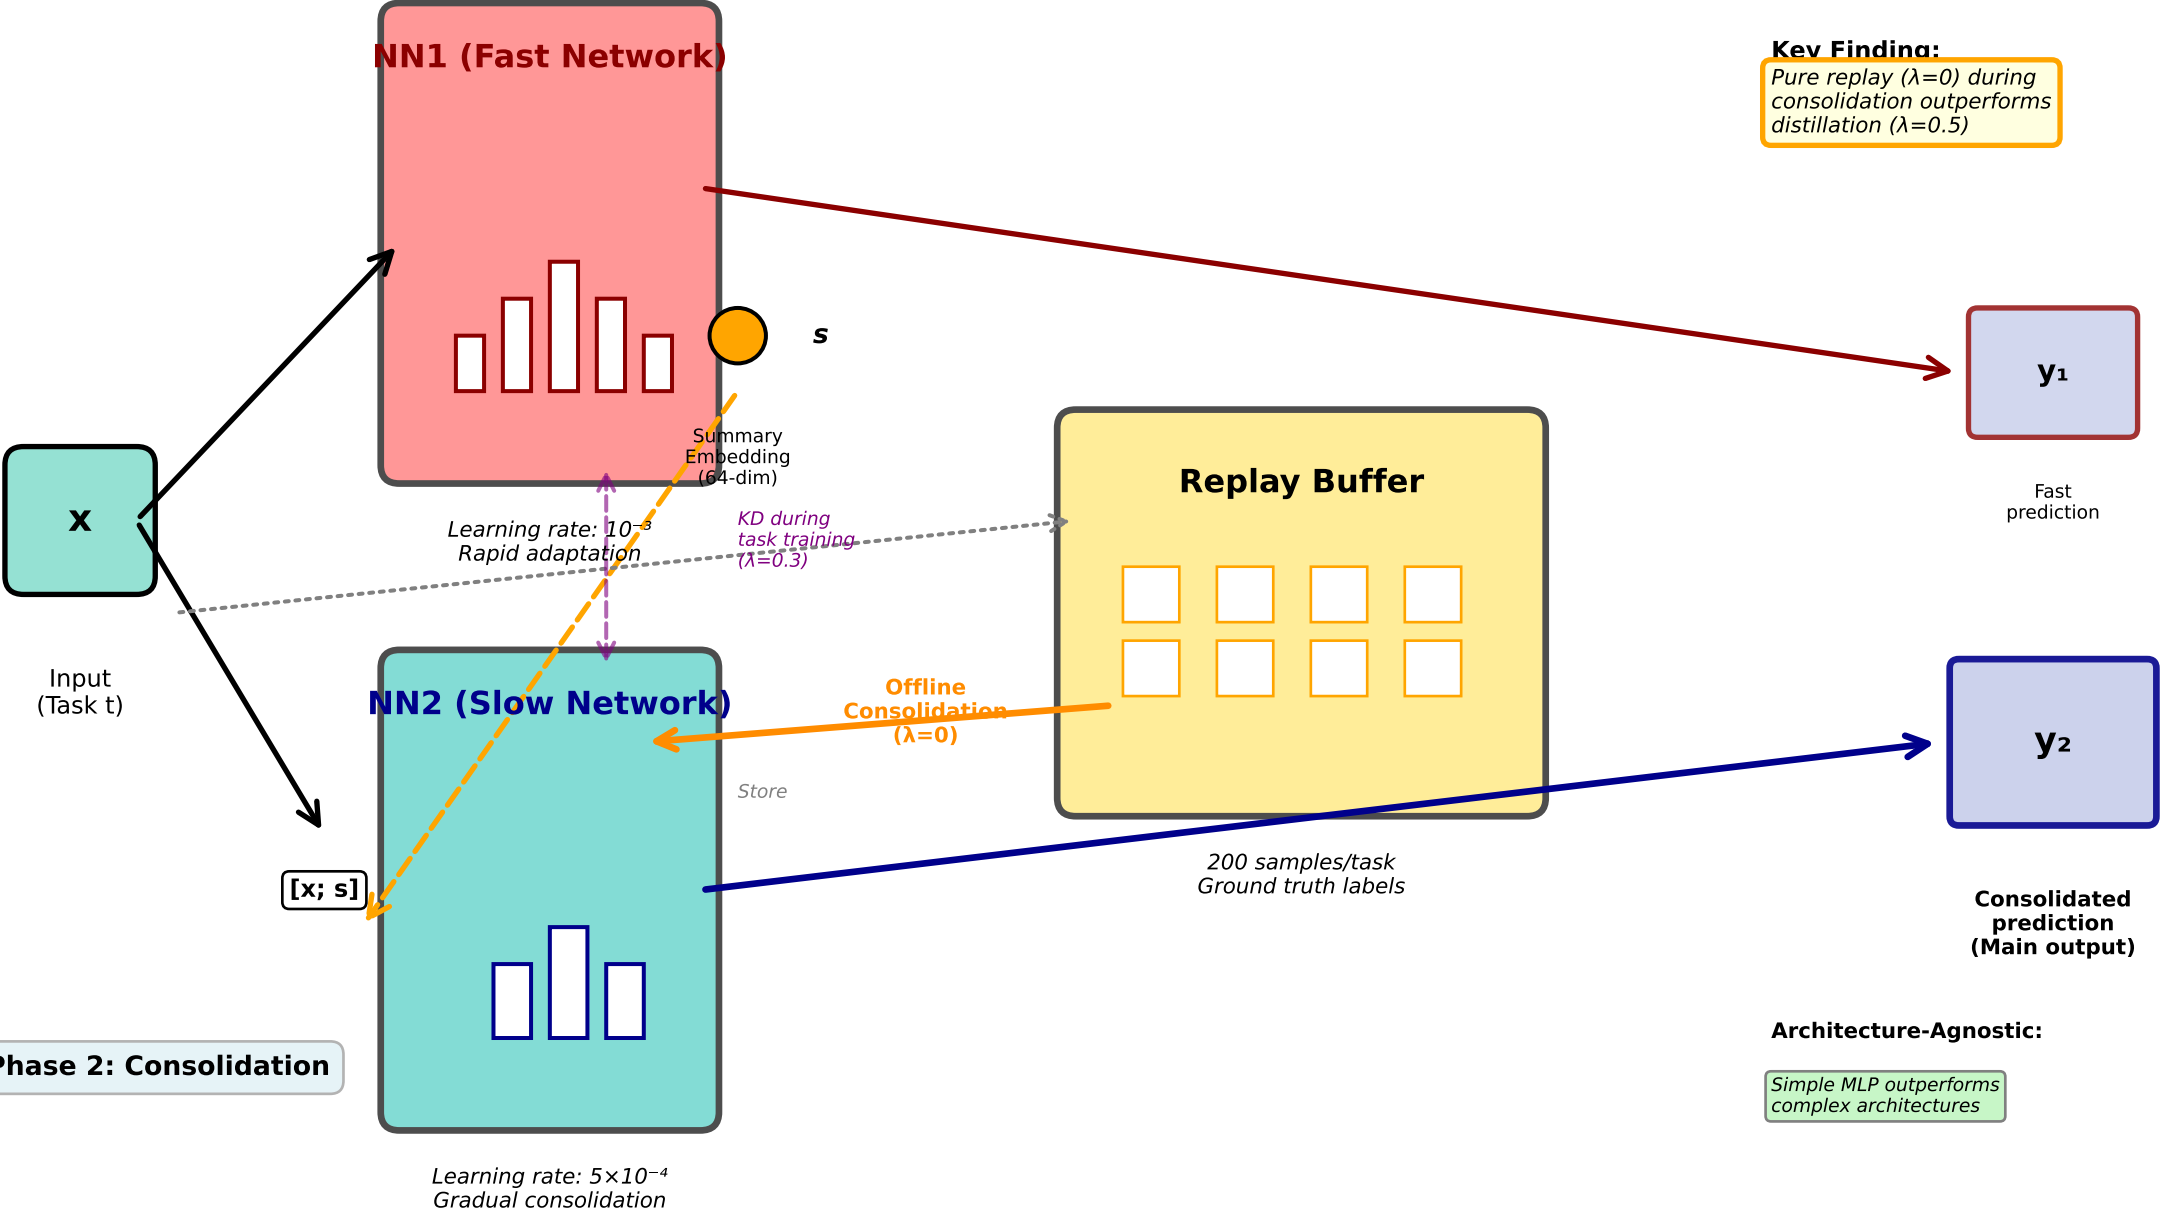 NN1 (Fast Network)
Key Finding:
Pure replay (λ=0) during
consolidation outperforms
distillation (λ=0.5)
s
y₁
Summary
Embedding
(64-dim)
Replay Buffer
x
Learning rate: 10⁻³
Rapid adaptation
KD during
task training
(λ=0.3)
Fast
prediction
Input
(Task t)
NN2 (Slow Network)
Offline
Consolidation
(λ=0)
y₂
Store
[x; s]
200 samples/task
Ground truth labels
Consolidated
prediction
(Main output)
Architecture-Agnostic:
Phase 2: Consolidation
Simple MLP outperforms
complex architectures
Learning rate: 5×10⁻⁴
Gradual consolidation